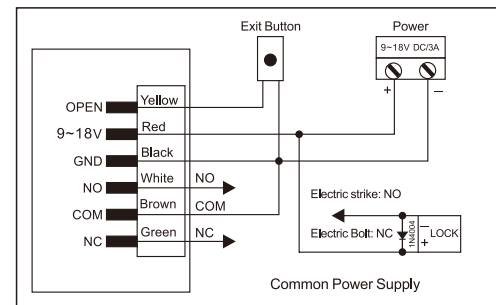 Exit Button
Power
9~18V DC/3A
+
−
OPEN
Yellow
9~18V
Red
GND
Black
NO
White
NO
COM
Brown
COM
NC
Green
NC
Electric strike: NO
Electric Bolt: NC
1N4004
−
+
LOCK
Common Power Supply